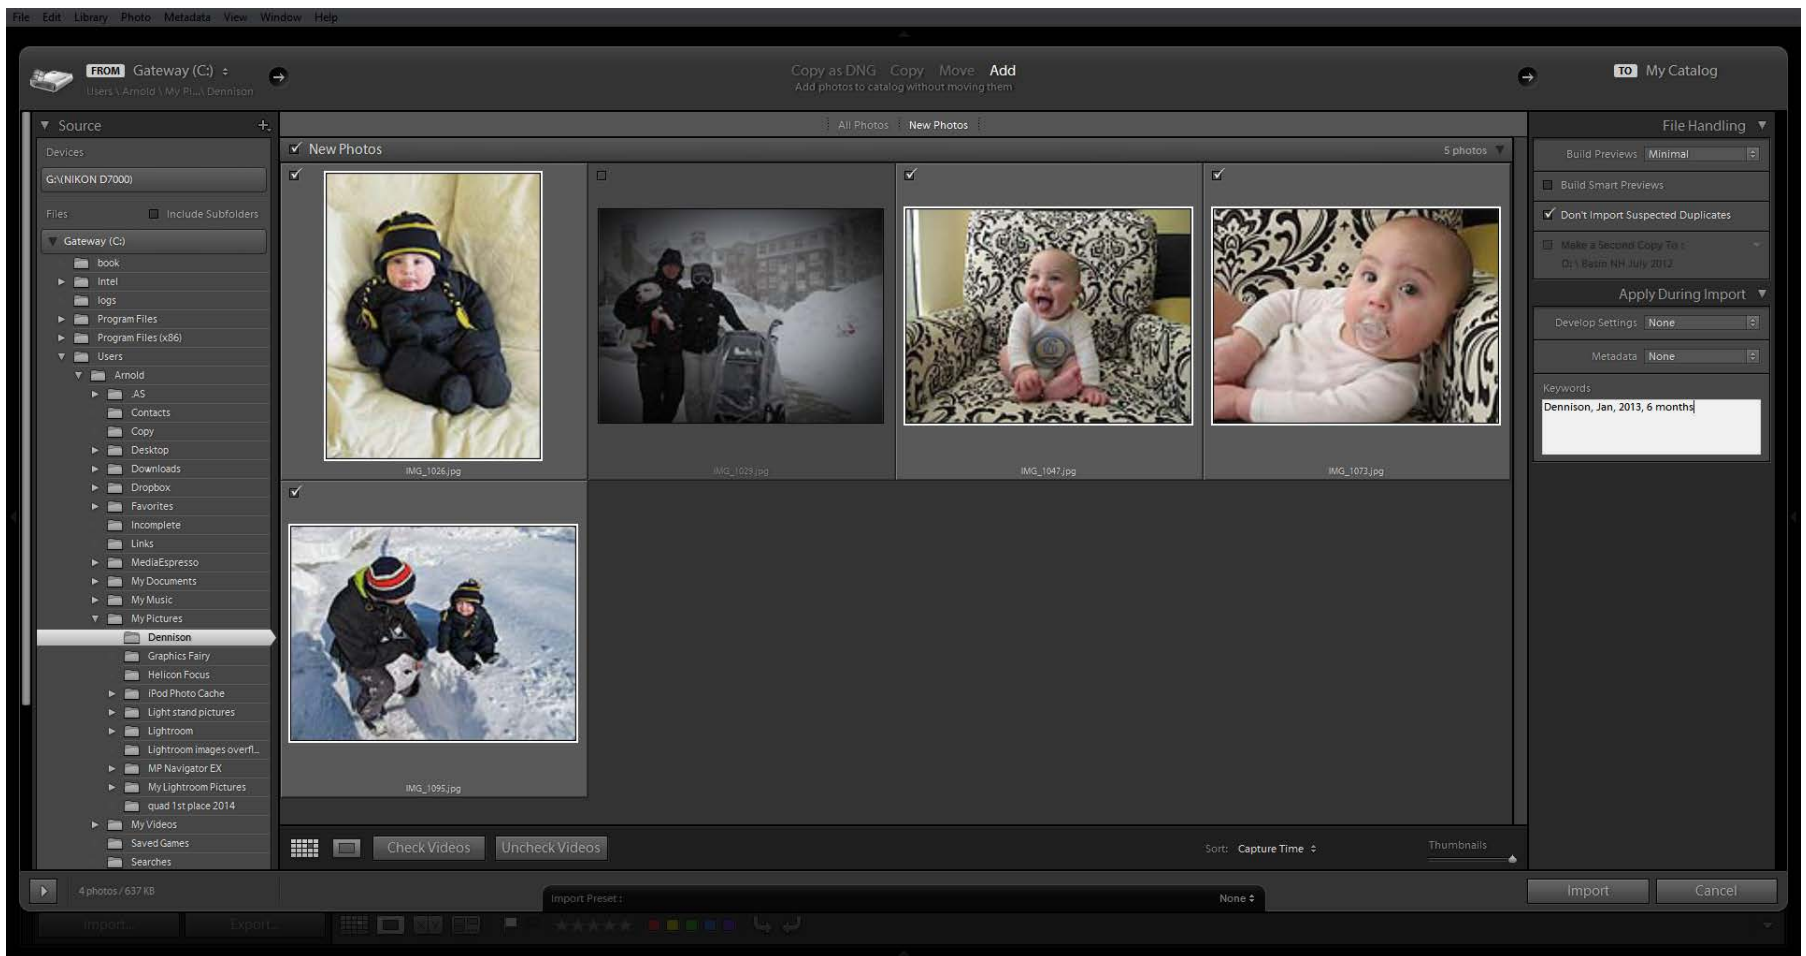 File Edit Library Photo Metadata View Window Help
FROM Gateway (C:)
Users \ Arnold \ My Pi...\ Dennison
Copy as DNG Copy Move Add
Add photos to catalog without moving them
TO My Catalog
Source
Devices
G:\(NIKON D7000)
Files Include Subfolders
Gateway (C:)
book
Intel
logs
Program Files
Program Files (x86)
Users
Arnold
.AS
Contacts
Copy
Desktop
Downloads
Dropbox
Favorites
Incomplete
Links
MediaEspresso
My Documents
My Music
My Pictures
Dennison
Graphics Fairy
Helicon Focus
iPod Photo Cache
Light stand pictures
Lightroom
Lightroom images overfl...
MP Navigator EX
My Lightroom Pictures
quad 1st place 2014
My Videos
Saved Games
Searches
All Photos New Photos
New Photos 5 photos
IMG_1026.jpg IMG_1029.jpg IMG_1047.jpg IMG_1073.jpg
IMG_1095.jpg
Check Videos Uncheck Videos
Sort: Capture Time
Thumbnails
File Handling
Build Previews Minimal
Build Smart Previews
Don't Import Suspected Duplicates
Make a Second Copy To :
D: \ Basin NH July 2012
Apply During Import
Develop Settings None
Metadata None
Keywords
Dennison, Jan, 2013, 6 months
4 photos / 637 KB
Import Preset : None
Import Cancel
Import... Export...